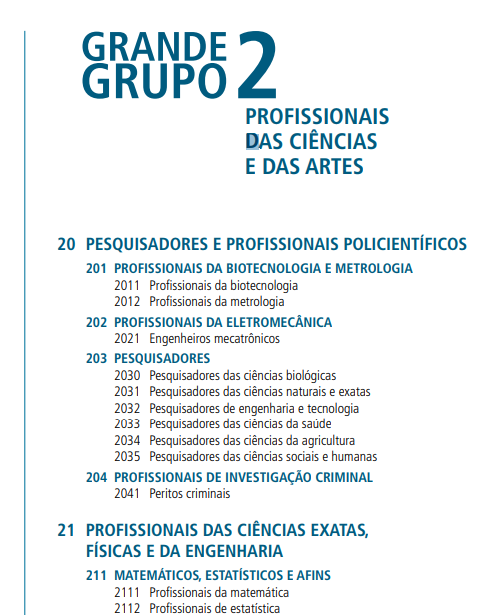 GRANDE
GRUPO 2
PROFISSIONAIS
DAS CIÊNCIAS
E DAS ARTES
20 PESQUISADORES E PROFISSIONAIS POLICIENTÍFICOS
201 PROFISSIONAIS DA BIOTECNOLOGIA E METROLOGIA
2011 Profissionais da biotecnologia
2012 Profissionais da metrologia
202 PROFISSIONAIS DA ELETROMECÂNICA
2021 Engenheiros mecatrônicos
203 PESQUISADORES
2030 Pesquisadores das ciências biológicas
2031 Pesquisadores das ciências naturais e exatas
2032 Pesquisadores de engenharia e tecnologia
2033 Pesquisadores das ciências da saúde
2034 Pesquisadores das ciências da agricultura
2035 Pesquisadores das ciências sociais e humanas
204 PROFISSIONAIS DE INVESTIGAÇÃO CRIMINAL
2041 Peritos criminais
21 PROFISSIONAIS DAS CIÊNCIAS EXATAS,
FÍSICAS E DA ENGENHARIA
211 MATEMÁTICOS, ESTATÍSTICOS E AFINS
2111 Profissionais da matemática
2112 Profissionais de estatística